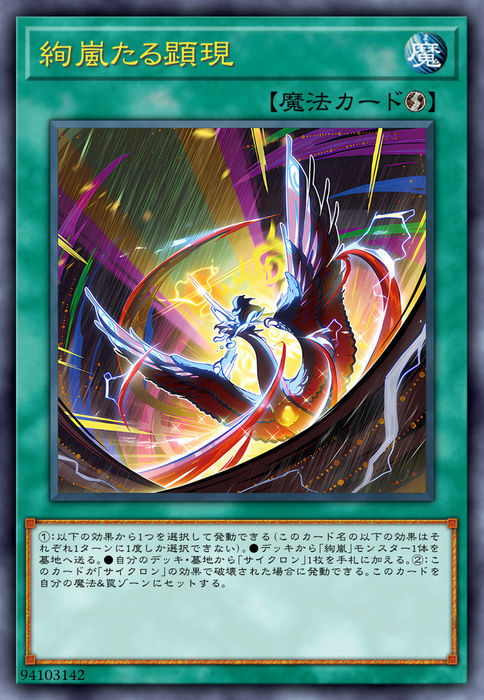 絢嵐たる顕現
魔
【魔法カード】
①:以下の効果から1つを選択して発動できる(このカード名の以下の効果はそ
れぞれ1ターンに1度しか選択できない)。●デッキから「絢嵐」モンスター1体を
墓地へ送る。●自分のデッキ・墓地から「サイクロン」1枚を手札に加える。②:こ
のカードが「サイクロン」の効果で破壊された場合に発動できる。このカードを
自分の魔法&罠ゾーンにセットする。
94103142